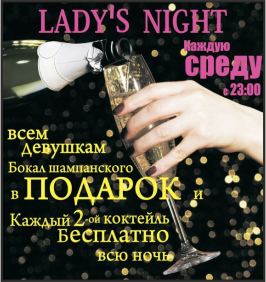 LADY'S NIGHT
Каждую
среду
с 23:00
всем
девушкам
Бокал шампанского
в ПОДАРОК и
Каждый 2-ой коктейль
Бесплатно
всю ночь